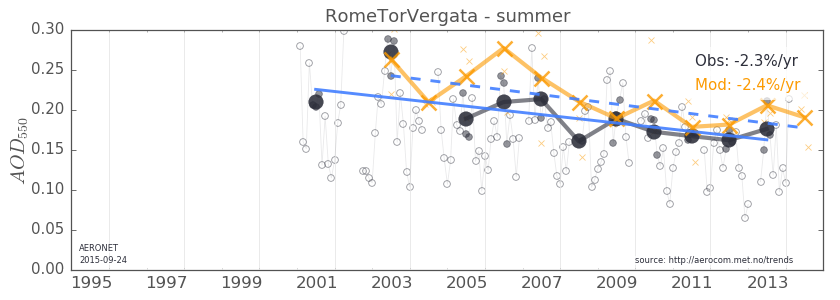 RomeTorVergata - summer
0.30
0.25
0.20
0.15
0.10
0.05
0.00
AOD550
Obs: -2.3%/yr
Mod: -2.4%/yr
AERONET
2015-09-24
source: http://aerocom.met.no/trends
1995 1997 1999 2001 2003 2005 2007 2009 2011 2013